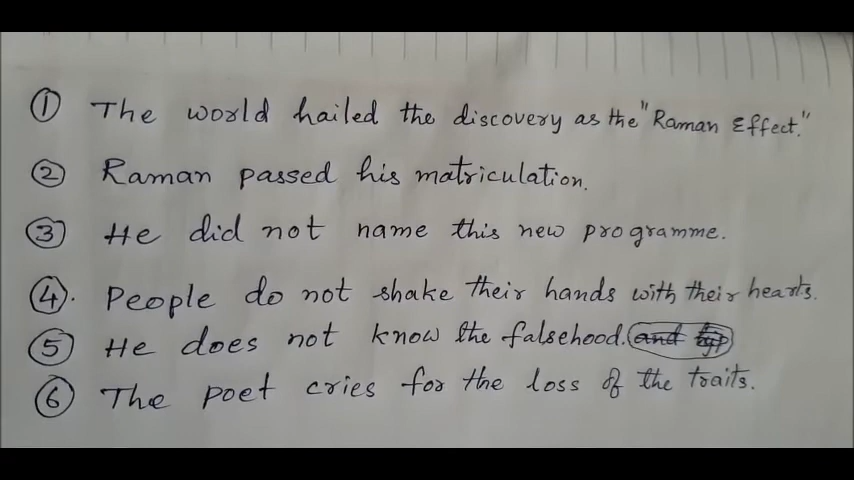 ① The world hailed the discovery as the "Raman Effect."
② Raman passed his matriculation.
③ He did not name this new programme.
④. People do not shake their hands with their hearts.
⑤ He does not know the falsehood. and
⑥ The poet cries for the loss of the traits.